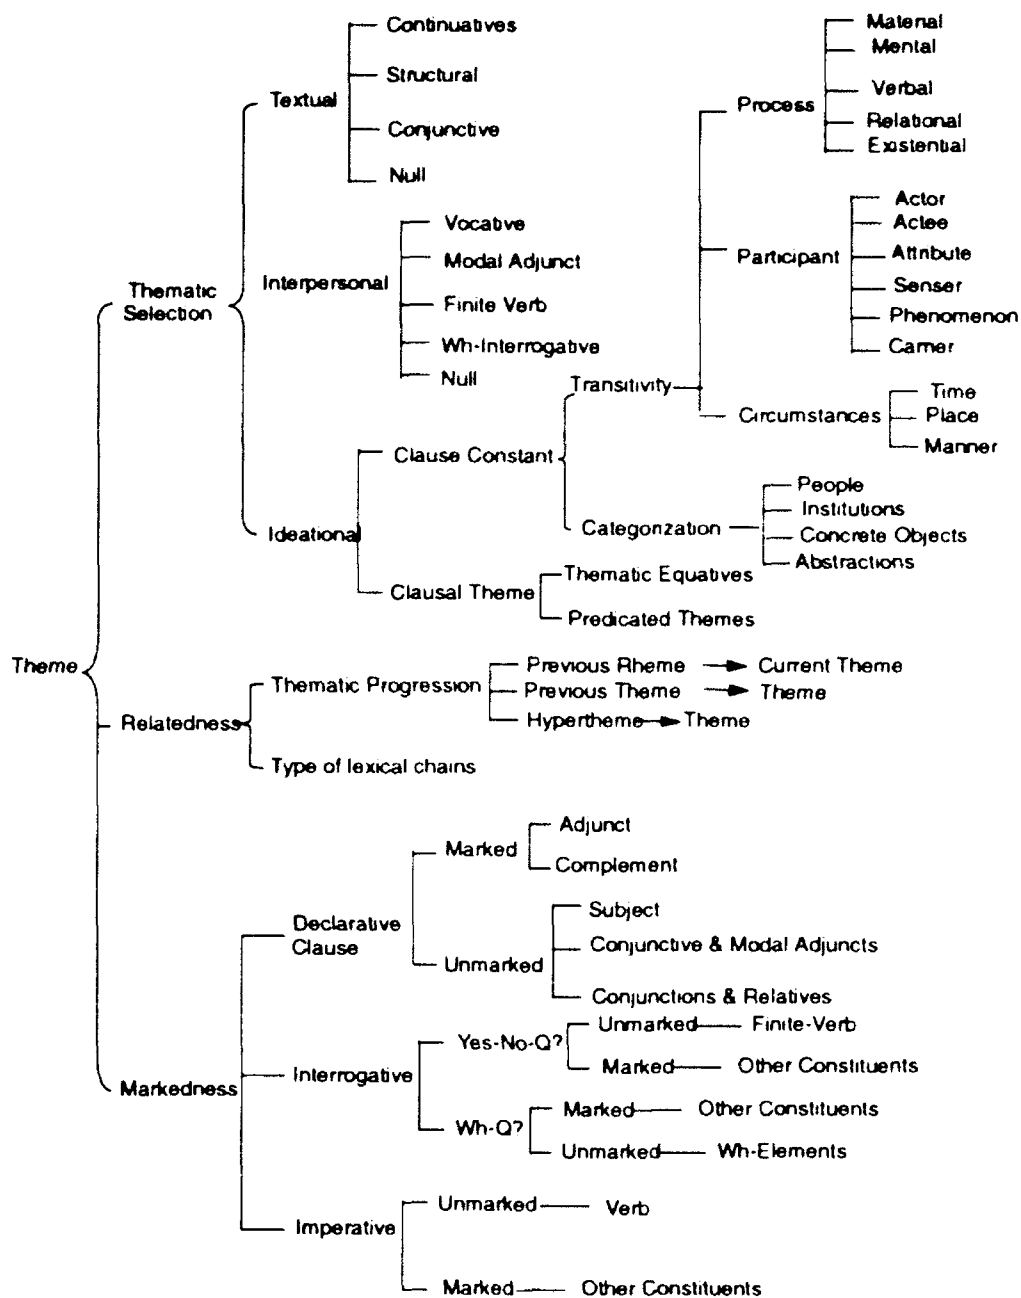 Continuatives
Structural
Textual
Conjunctive
Null
Material
Mental
Process
Verbal
Relational
Existential
Vocative
Modal Adjunct
Interpersonal
Finite Verb
Wh-Interrogative
Null
Actor
Actee
Participant
Attribute
Senser
Phenomenon
Carrier
Thematic
Selection
Transitivity
Time
Circumstances
Place
Manner
Clause Constant
People
Institutions
Categorization
Concrete Objects
Abstractions
Ideational
Clausal Theme
Thematic Equatives
Predicated Themes
Theme
Previous Rheme → Current Theme
Thematic Progression
Previous Theme → Theme
Hypertheme → Theme
Relatedness
Type of lexical chains
Adjunct
Marked
Complement
Declarative
Clause
Subject
Conjunctive & Modal Adjuncts
Unmarked
Conjunctions & Relatives
Unmarked Finite-Verb
Yes-No-Q?
Marked Other Constituents
Markedness
Interrogative
Marked Other Constituents
Wh-Q?
Unmarked Wh-Elements
Unmarked Verb
Imperative
Marked Other Constituents